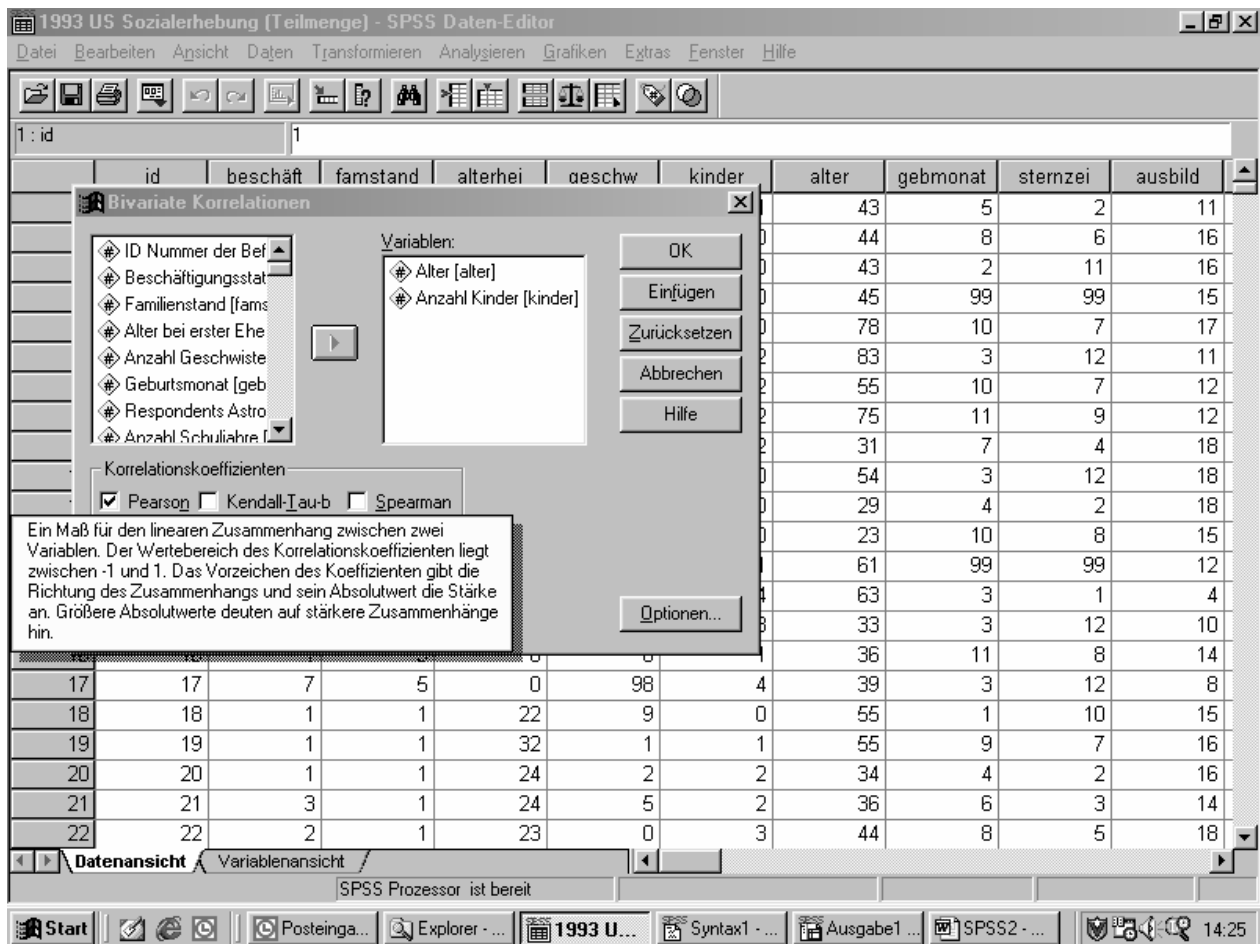 1993 US Sozialerhebung (Teilmenge) - SPSS Daten-Editor
Datei Bearbeiten Ansicht Daten Transformieren Analysieren Grafiken Extras Fenster Hilfe
1 : id 1
id beschäft famstand alterhei geschw kinder alter gebmonat sternzei ausbild
Bivariate Korrelationen
43 5 2 11
44 8 6 16
43 2 11 16
45 99 99 15
78 10 7 17
83 3 12 11
55 10 7 12
75 11 9 12
31 7 4 18
54 3 12 18
29 4 2 18
23 10 8 15
61 99 99 12
63 3 1 4
33 3 12 10
36 11 8 14
ID Nummer der Bef
Beschäftigungsstat
Familienstand [fams
Alter bei erster Ehe
Anzahl Geschwiste
Geburtsmonat [geb
Respondents Astro
Anzahl Schuljahre [
Variablen:
Alter [alter]
Anzahl Kinder [kinder]
OK
Einfügen
Zurücksetzen
Abbrechen
Hilfe
Korrelationskoeffizienten
Pearson Kendall-Tau-b Spearman
Ein Maß für den linearen Zusammenhang zwischen zwei
Variablen. Der Wertebereich des Korrelationskoeffizienten liegt
zwischen -1 und 1. Das Vorzeichen des Koeffizienten gibt die
Richtung des Zusammenhangs und sein Absolutwert die Stärke
an. Größere Absolutwerte deuten auf stärkere Zusammenhänge
hin.
Optionen...
17 17 7 5 0 98 4 39 3 12 8
18 18 1 1 22 9 0 55 1 10 15
19 19 1 1 32 1 1 55 9 7 16
20 20 1 1 24 2 2 34 4 2 16
21 21 3 1 24 5 2 36 6 3 14
22 22 2 1 23 0 3 44 8 5 18
Datenansicht Variablenansicht
SPSS Prozessor ist bereit
Start Posteinga... Explorer - ... 1993 U... Syntax1 - ... Ausgabe1 ... SPSS2 - ... 14:25